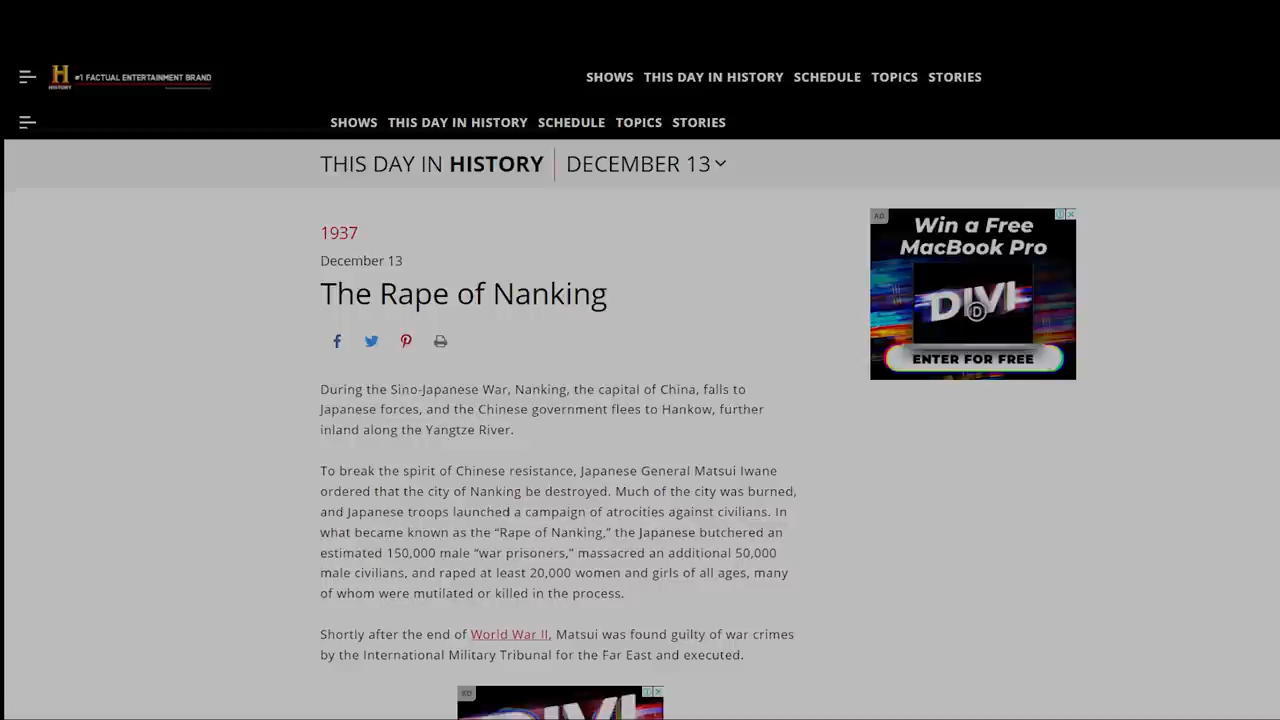 H HISTORY #1 FACTUAL ENTERTAINMENT BRAND
SHOWS THIS DAY IN HISTORY SCHEDULE TOPICS STORIES
SHOWS THIS DAY IN HISTORY SCHEDULE TOPICS STORIES
THIS DAY IN HISTORY DECEMBER 13
1937
December 13
The Rape of Nanking
During the Sino-Japanese War, Nanking, the capital of China, falls to
Japanese forces, and the Chinese government flees to Hankow, further
inland along the Yangtze River.
To break the spirit of Chinese resistance, Japanese General Matsui Iwane
ordered that the city of Nanking be destroyed. Much of the city was burned,
and Japanese troops launched a campaign of atrocities against civilians. In
what became known as the “Rape of Nanking,” the Japanese butchered an
estimated 150,000 male “war prisoners,” massacred an additional 50,000
male civilians, and raped at least 20,000 women and girls of all ages, many
of whom were mutilated or killed in the process.
Shortly after the end of World War II, Matsui was found guilty of war crimes
by the International Military Tribunal for the Far East and executed.
AD
Win a Free
MacBook Pro
DIVI
D
ENTER FOR FREE
AD
DIVI